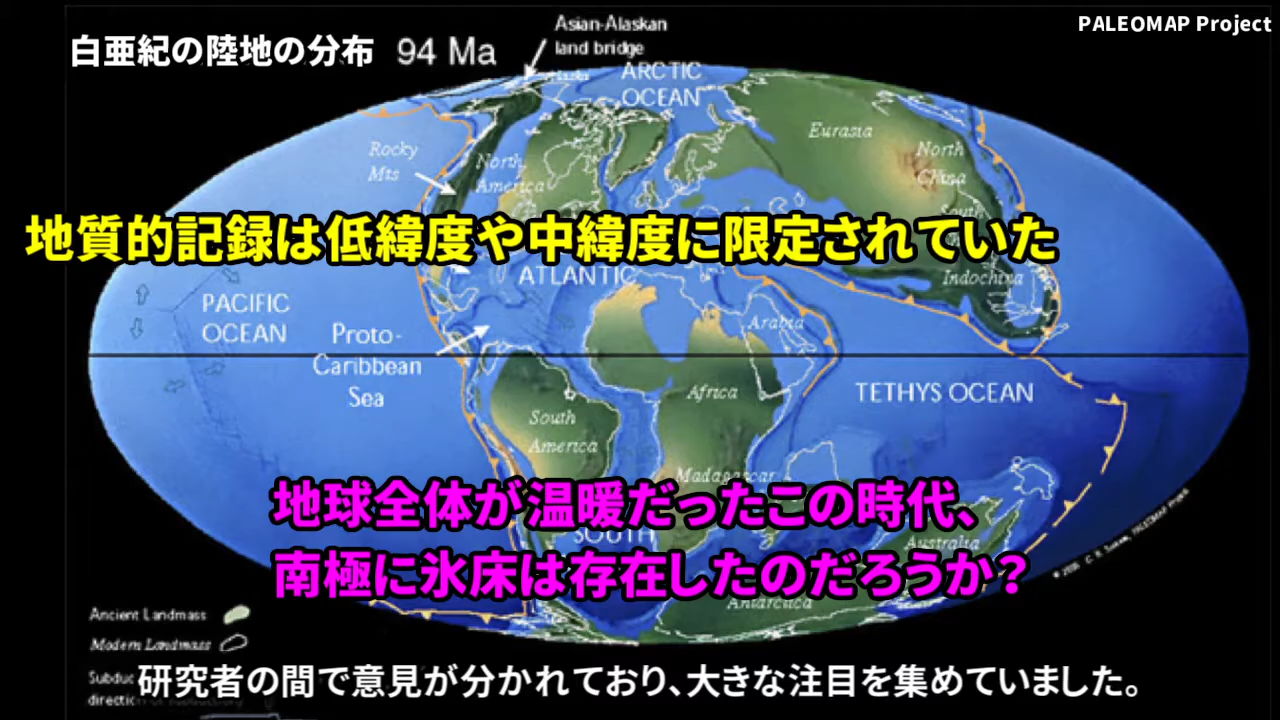 PALEOMAP Project
白亜紀の陸地の分布 94 Ma
Asian-Alaskan
land bridge
Alaska
ARCTIC
OCEAN
Eurasia
Rocky
Mts
North
America
North
China
South
地質的記録は低緯度や中緯度に限定されていた
ATLANTIC
Indochina
PACIFIC
OCEAN
Proto-
Caribbean
Sea
Arabia
Africa
TETHYS OCEAN
South
America
Madagascar
地球全体が温暖だったこの時代、
SOUTH
Australia
南極に氷床は存在したのだろうか?
Antarctica
Ancient Landmass
Modern Landmass
研究者の間で意見が分かれており、大きな注目を集めていました。